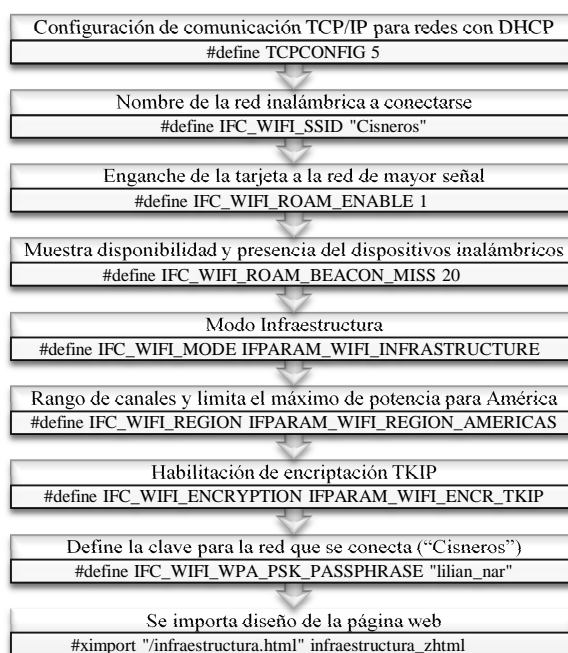 Configuración de comunicación TCP/IP para redes con DHCP
#define TCPCONFIG 5
Nombre de la red inalámbrica a conectarse
#define IFC_WIFI_SSID "Cisneros"
Enganche de la tarjeta a la red de mayor señal
#define IFC_WIFI_ROAM_ENABLE 1
Muestra disponibilidad y presencia del dispositivos inalámbricos
#define IFC_WIFI_ROAM_BEACON_MISS 20
Modo Infraestructura
#define IFC_WIFI_MODE IFPARAM_WIFI_INFRASTRUCTURE
Rango de canales y limita el máximo de potencia para América
#define IFC_WIFI_REGION IFPARAM_WIFI_REGION_AMERICAS
Habilitación de encriptación TKIP
#define IFC_WIFI_ENCRYPTION IFPARAM_WIFI_ENCR_TKIP
Define la clave para la red que se conecta (“Cisneros”)
#define IFC_WIFI_WPA_PSK_PASSPHRASE "lilian_nar"
Se importa diseño de la página web
#ximport "/infraestructura.html" infraestructura_zhtml